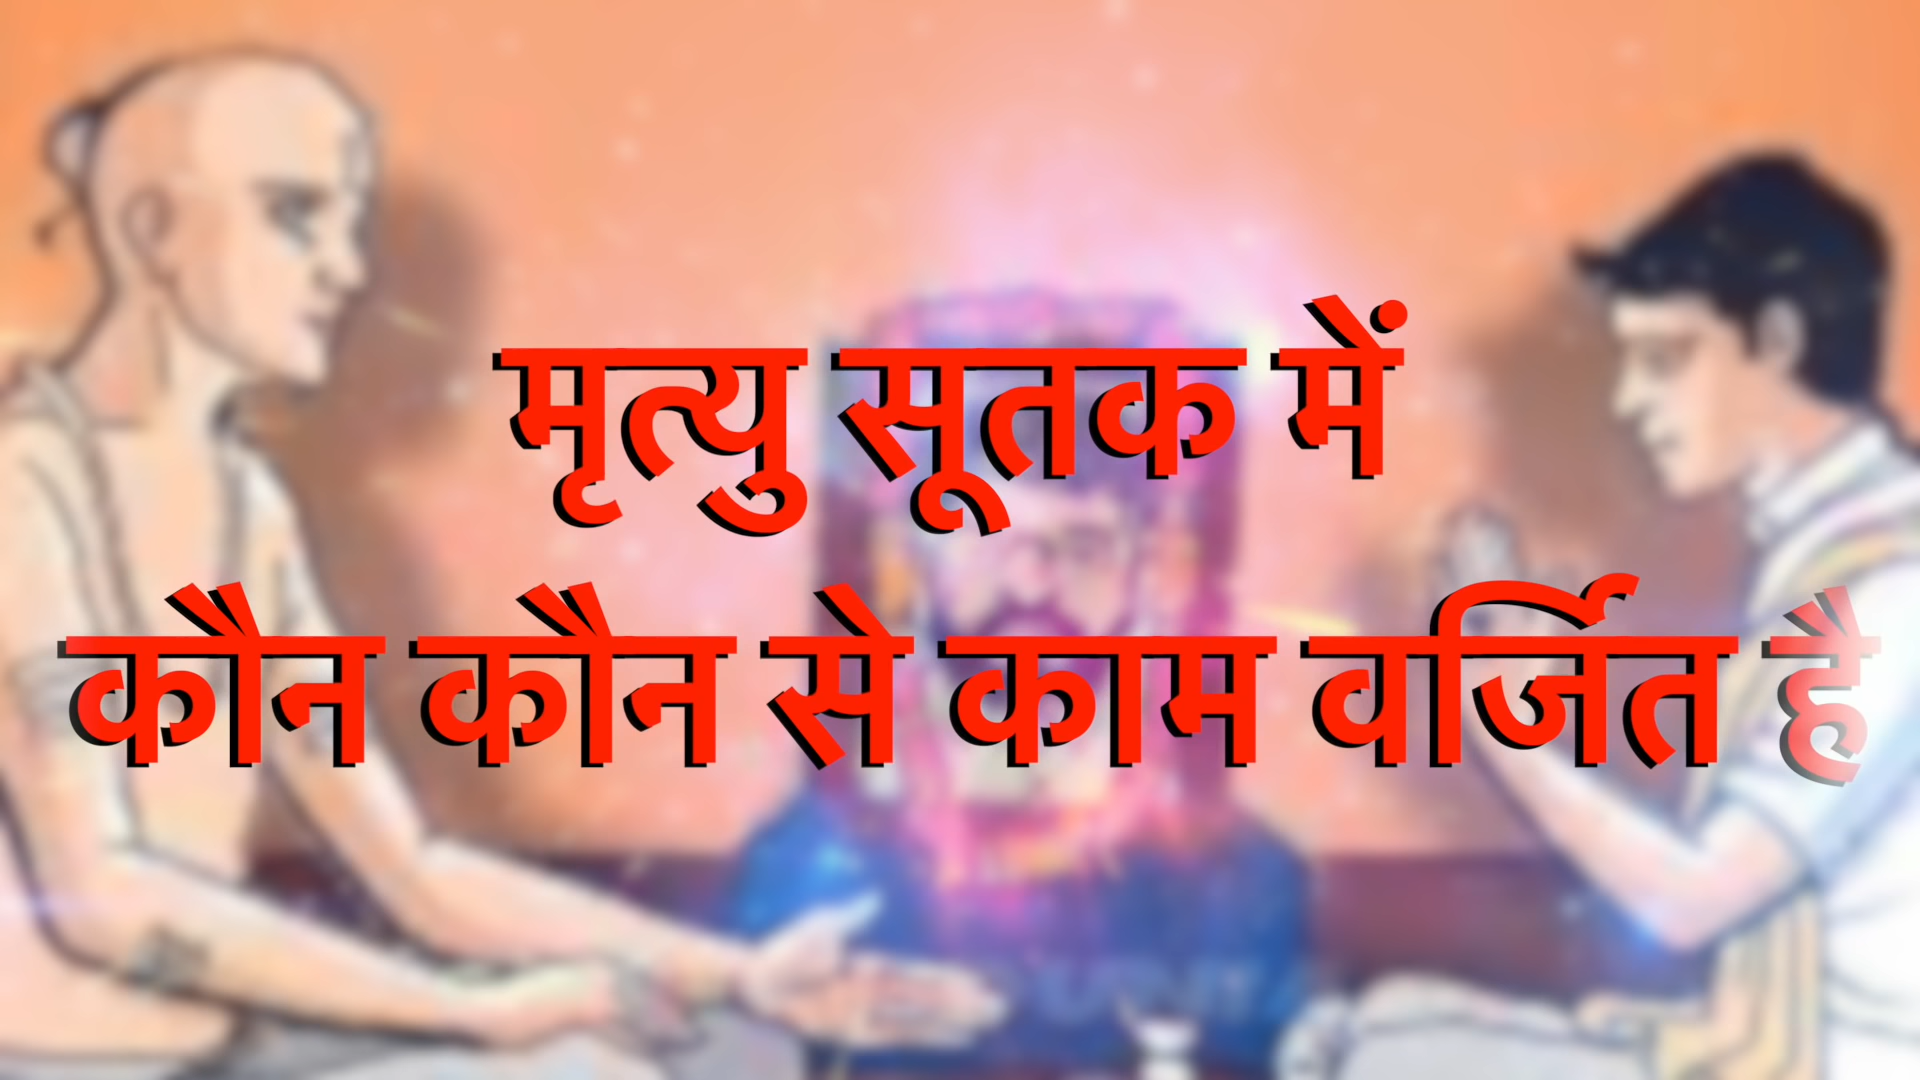 मृत्यु सूतक में
कौन कौन से काम वर्जित है